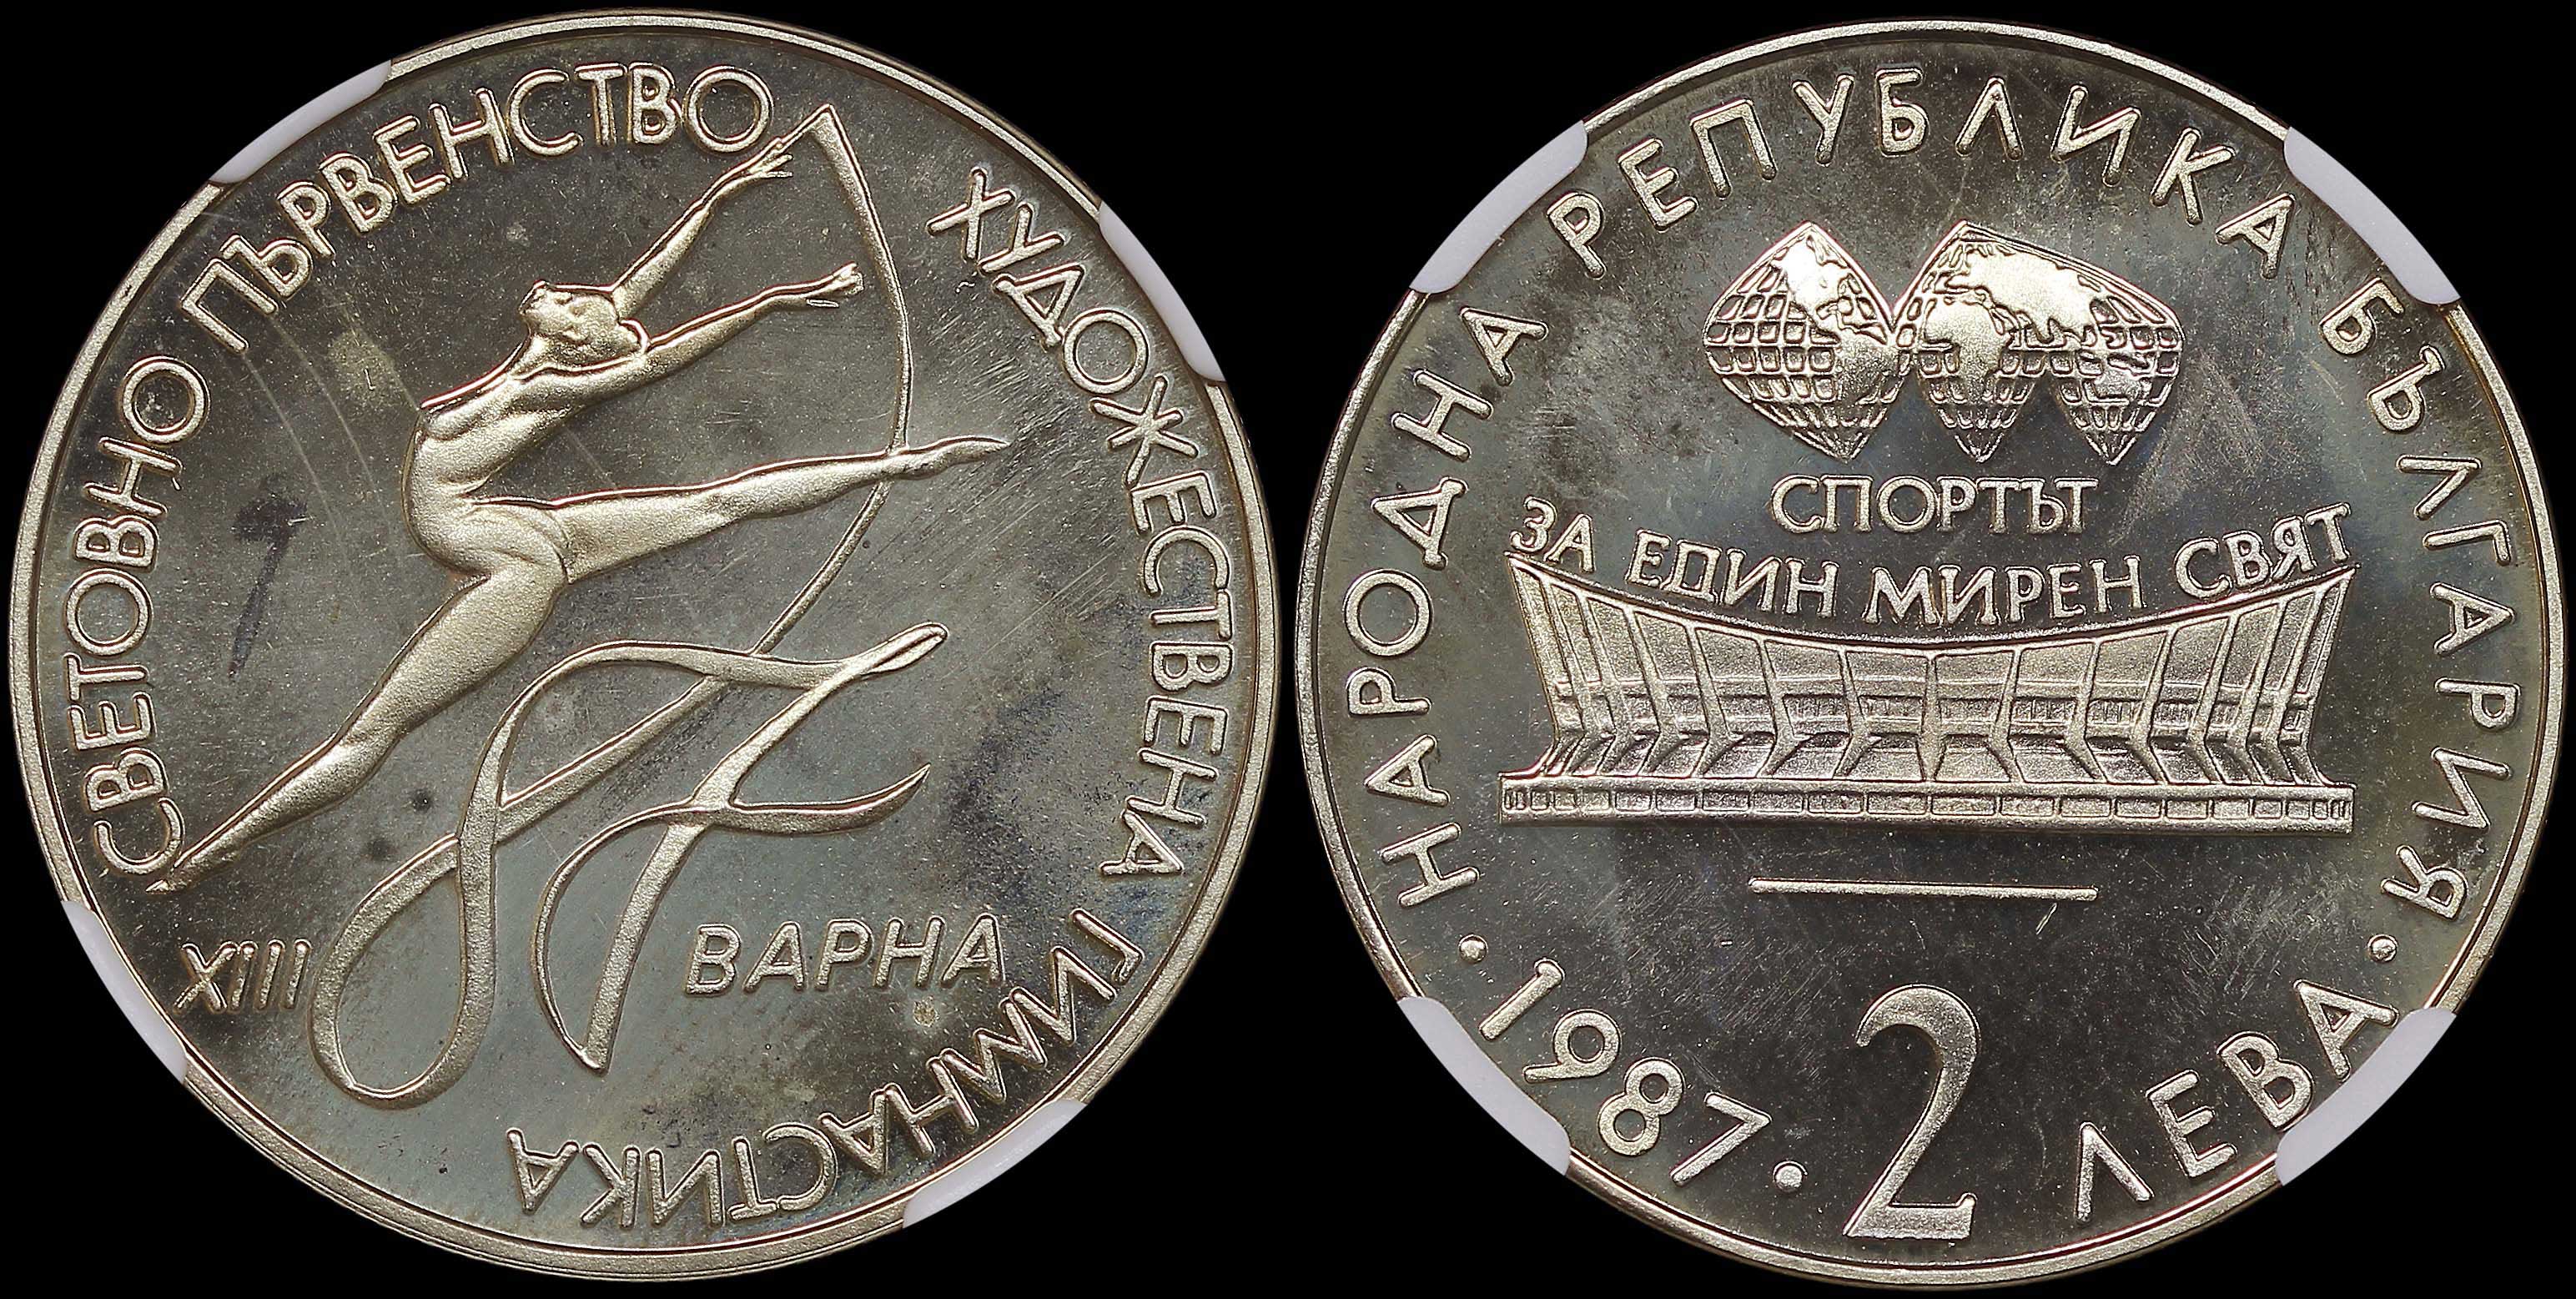 СВЕТОВНО ПЪРВЕНСТВО
ХУДОЖЕСТВЕНА ГИМНАСТИКА
XIII
87
ВАРНА
НАРОДНА РЕПУБЛИКА БЪЛГАРИЯ
СПОРТЪТ
ЗА ЕДИН МИРЕН СВЯТ
·1987· 2 ЛЕВА·